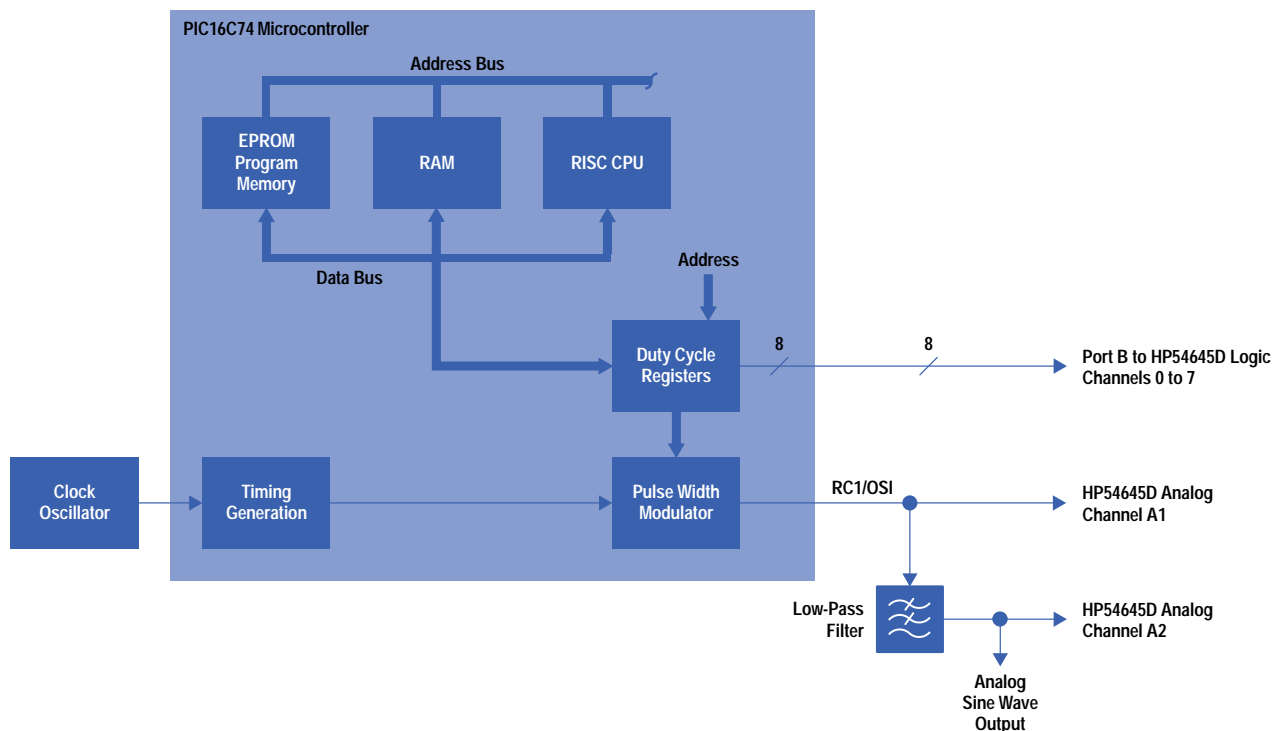 PIC16C74 Microcontroller
Address Bus
EPROM
Program
Memory
RAM
RISC CPU
Data Bus
Address
Duty Cycle
Registers
8
8
Port B to HP54645D Logic
Channels 0 to 7
Clock
Oscillator
Timing
Generation
Pulse Width
Modulator
RC1/OSI
HP54645D Analog
Channel A1
Low-Pass
Filter
HP54645D Analog
Channel A2
Analog
Sine Wave
Output